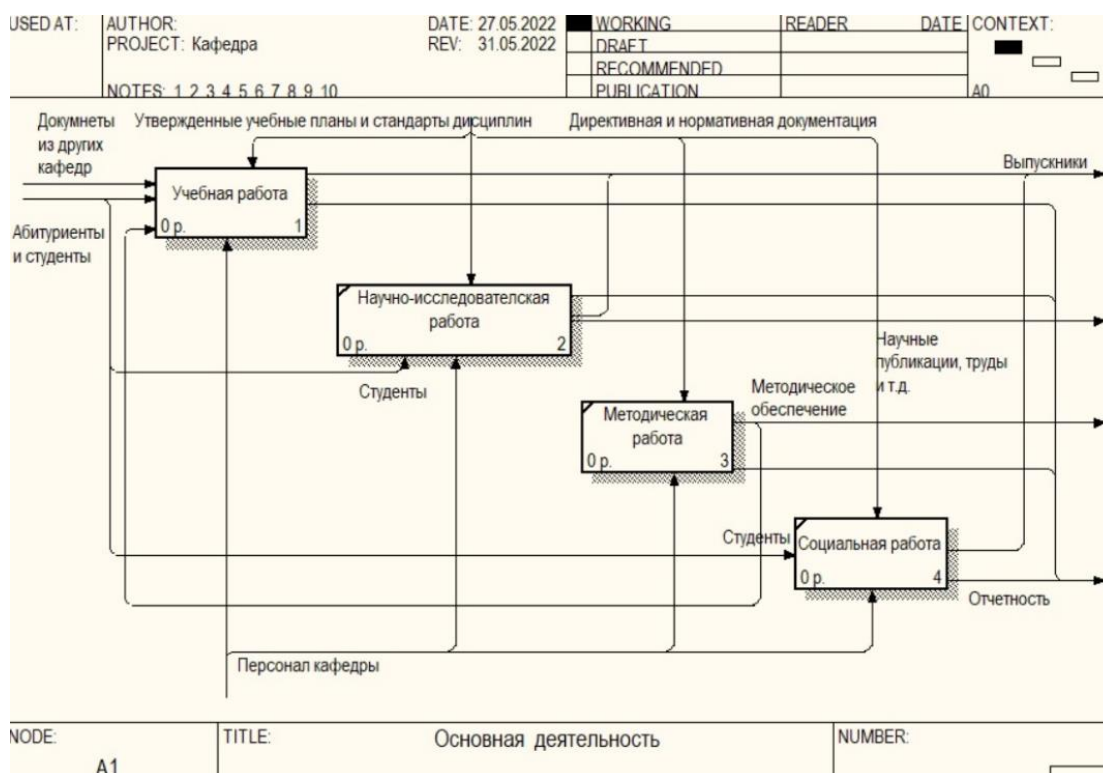 USED AT:
AUTHOR:
DATE: 27.05.2022
WORKING
READER
DATE
CONTEXT:
PROJECT: Кафедра
REV: 31.05.2022
DRAFT
RECOMMENDED
NOTES: 1 2 3 4 5 6 7 8 9 10
PUBLICATION
A0
Докумнеты
из других
кафедр
Утвержденные учебные планы и стандарты дисциплин
Директивная и нормативная документация
Выпускники
Учебная работа
0 р.
1
Абитуриенты
и студенты
Научно-исследователская
работа
0 р.
2
Студенты
Научные
публикации, труды
и т.д.
Методическое
обеспечение
Методическая
работа
0 р.
3
Студенты
Социальная работа
0 р.
4
Отчетность
Персонал кафедры
NODE:
TITLE:
Основная деятельность
NUMBER:
A1